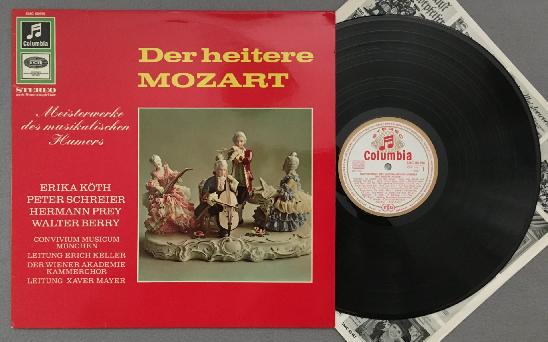 Columbia
STEREO
Der heitere
MOZART
Meisterwerke
des musikalischen
Humors
ERIKA KÖTH
PETER SCHREIER
HERMANN PREY
WALTER BERRY
CONVIVIUM MUSICUM
MÜNCHEN
LEITUNG ERICH KELLER
DER WIENER AKADEMIE
KAMMERCHOR
LEITUNG XAVER MAYER
STEREO
Columbia